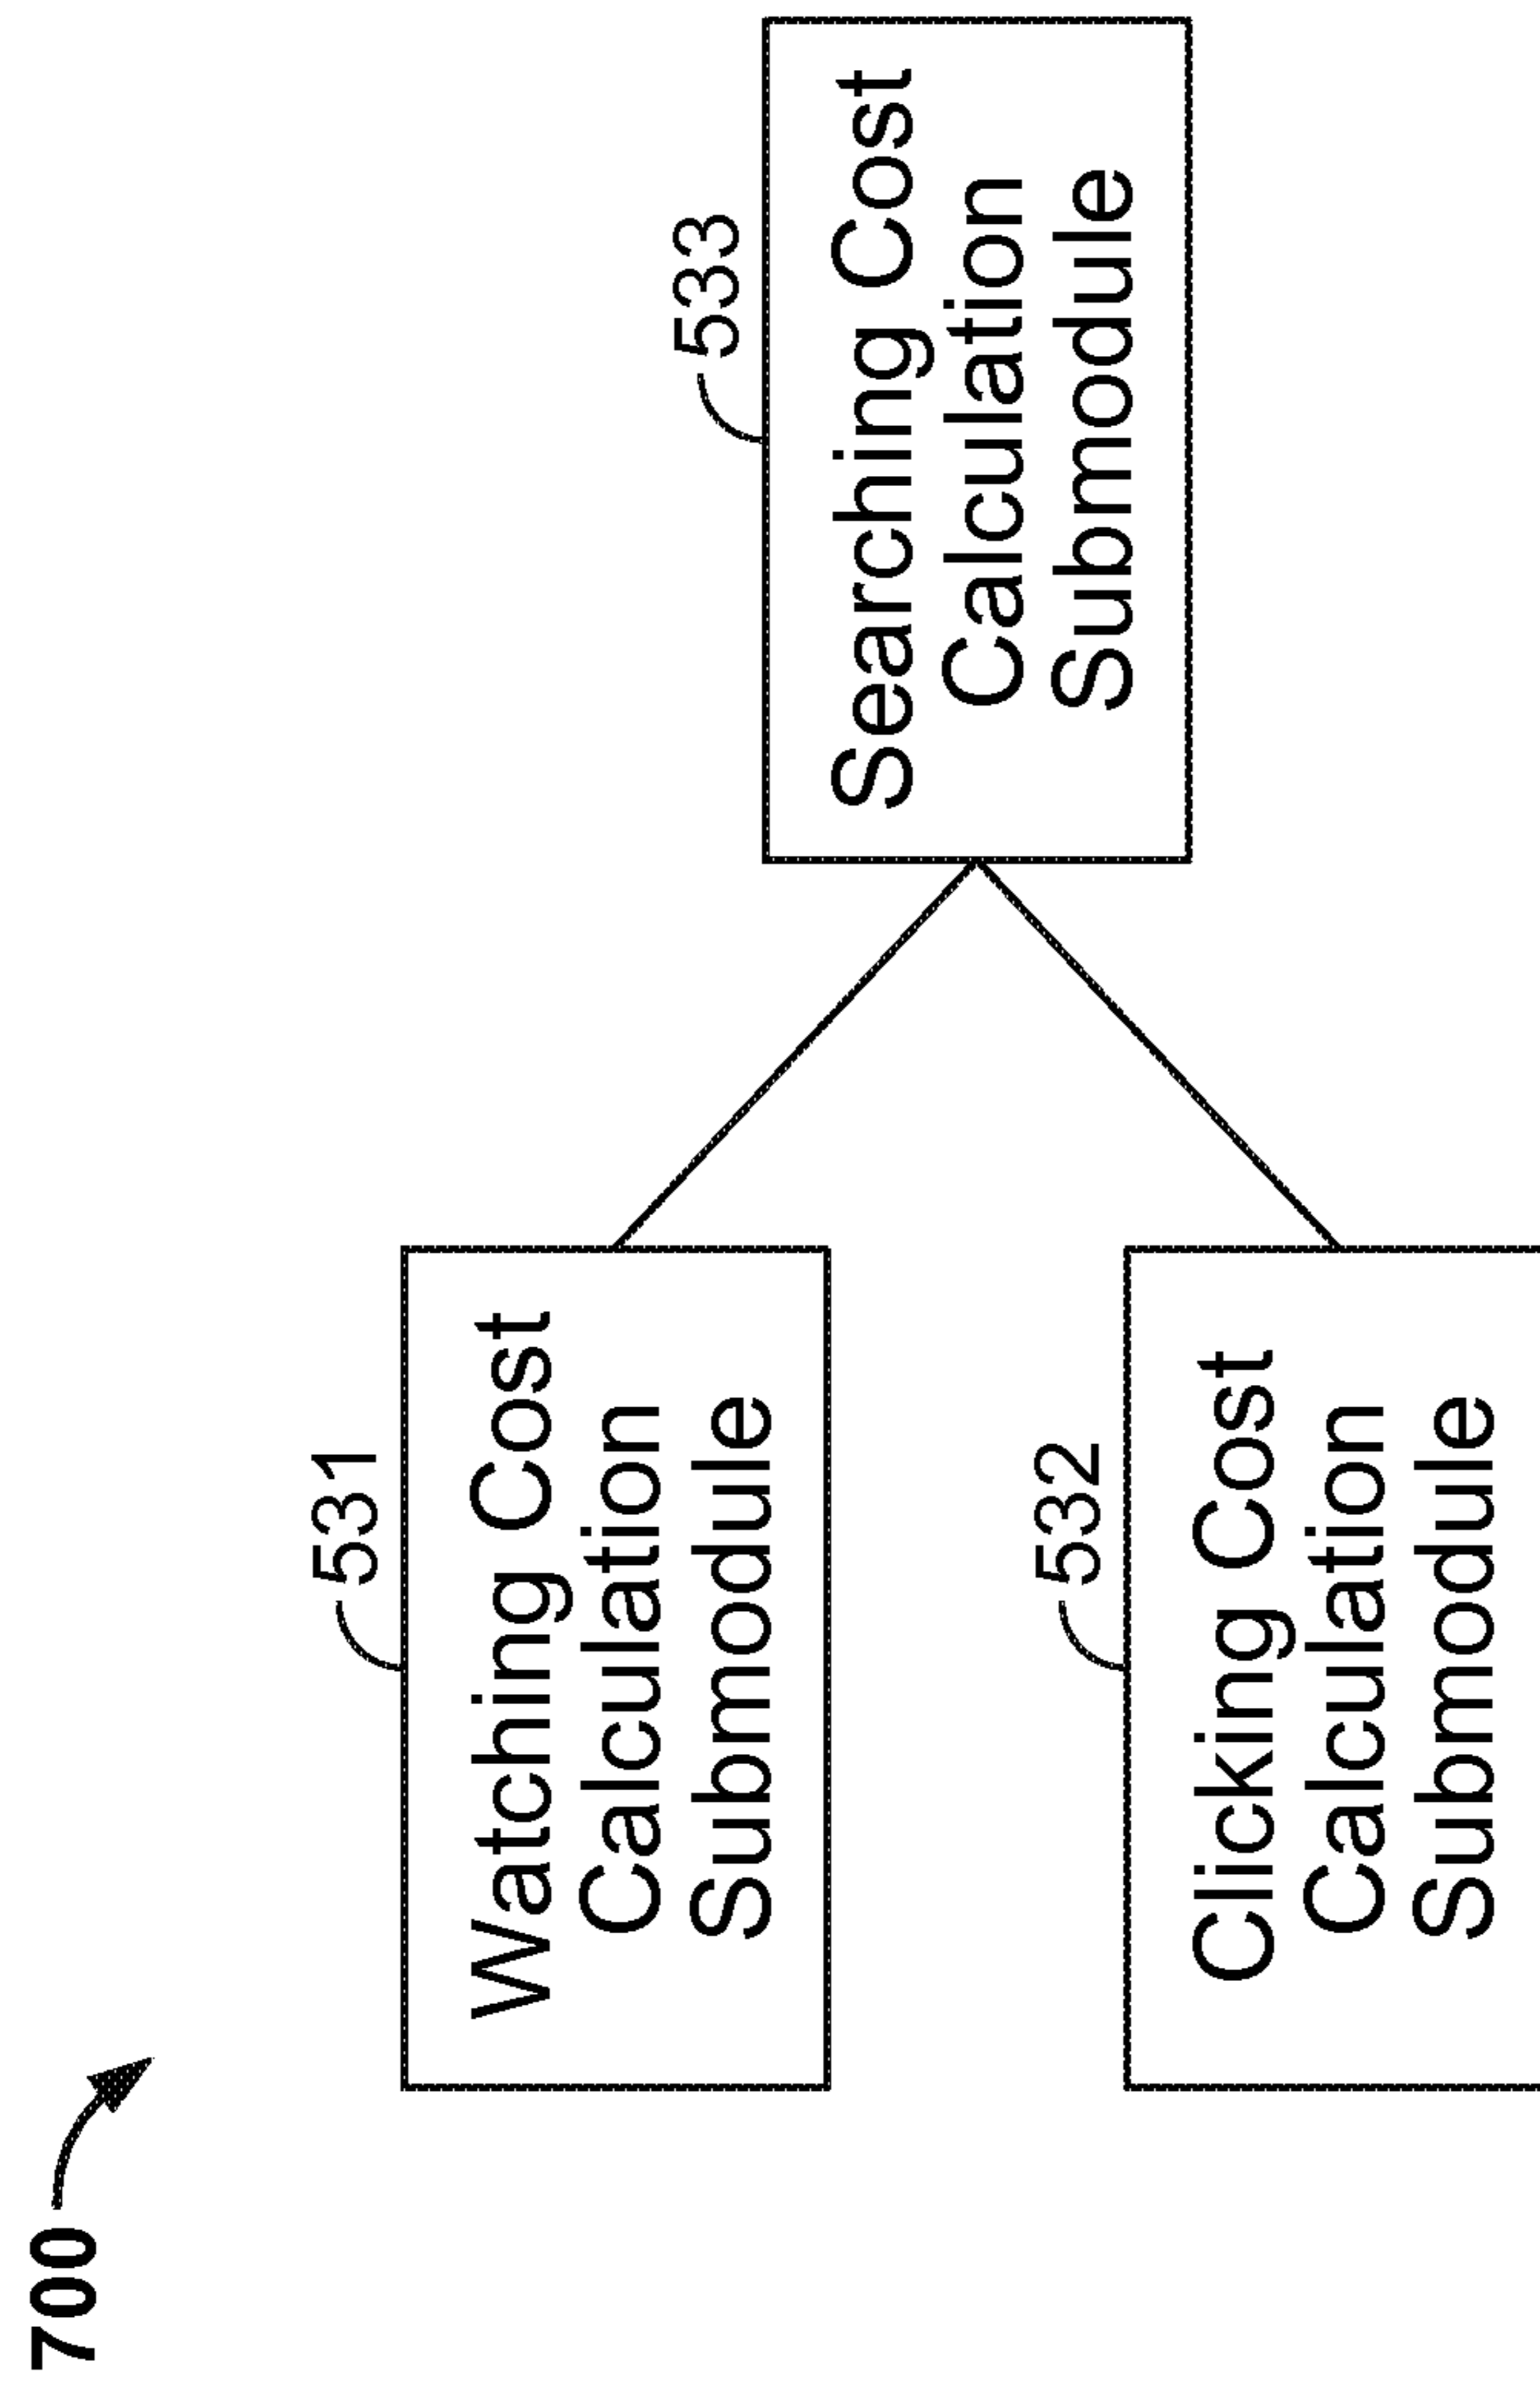 700
531
Watching Cost
Calculation
Submodule
533
Searching Cost
Calculation
Submodule
532
Clicking Cost
Calculation
Submodule